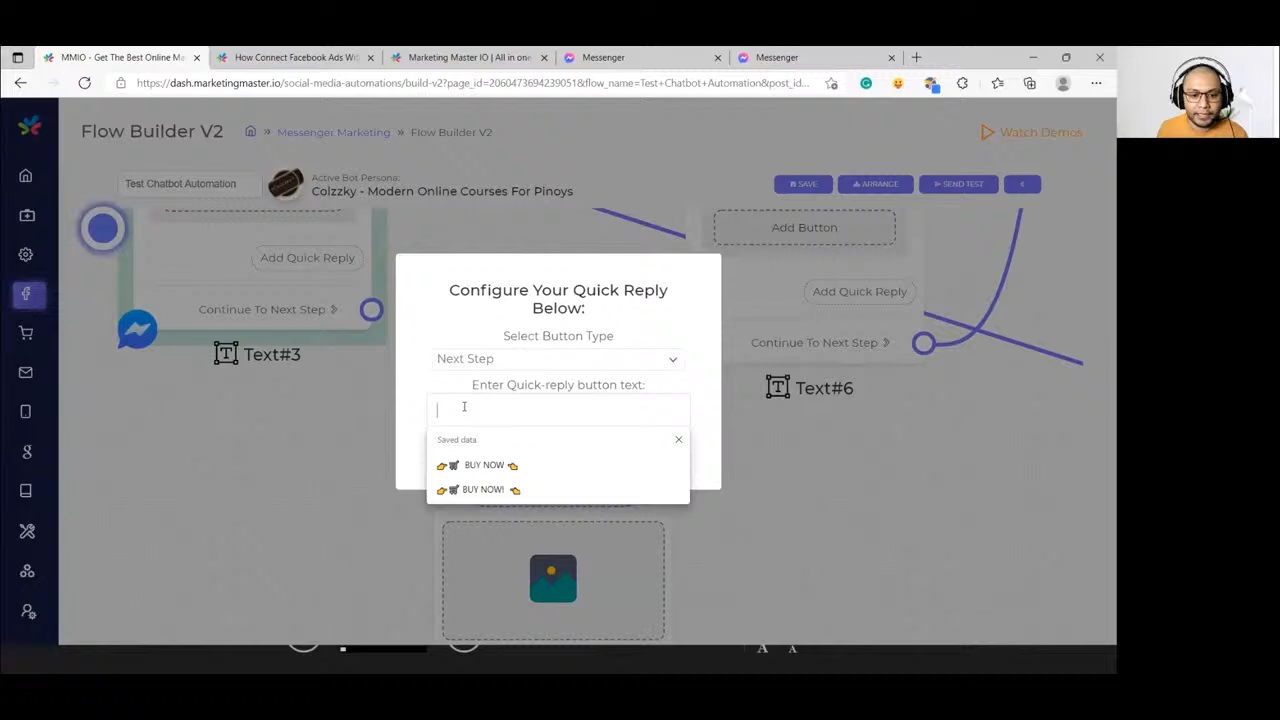 MMIO - Get The Best Online Ma
How Connect Facebook Ads Wit
Marketing Master IO | All in one
Messenger
Messenger
https://dash.marketingmaster.io/social-media-automations/build-v2?page_id=2060473694239051&flow_name=Test+Chatbot+Automation&post_id...
Flow Builder V2
» Messenger Marketing » Flow Builder V2
Watch Demos
Test Chatbot Automation
Active Bot Persona:
Coizzky - Modern Online Courses For Pinoys
SAVE
ARRANGE
SEND TEST
Add Quick Reply
Continue To Next Step
Text#3
Configure Your Quick Reply
Below:
Select Button Type
Next Step
Enter Quick-reply button text:
Saved data
👉🛒 BUY NOW 👈
👉🛒 BUY NOW! 👈
Add Button
Add Quick Reply
Continue To Next Step
Text#6
A A